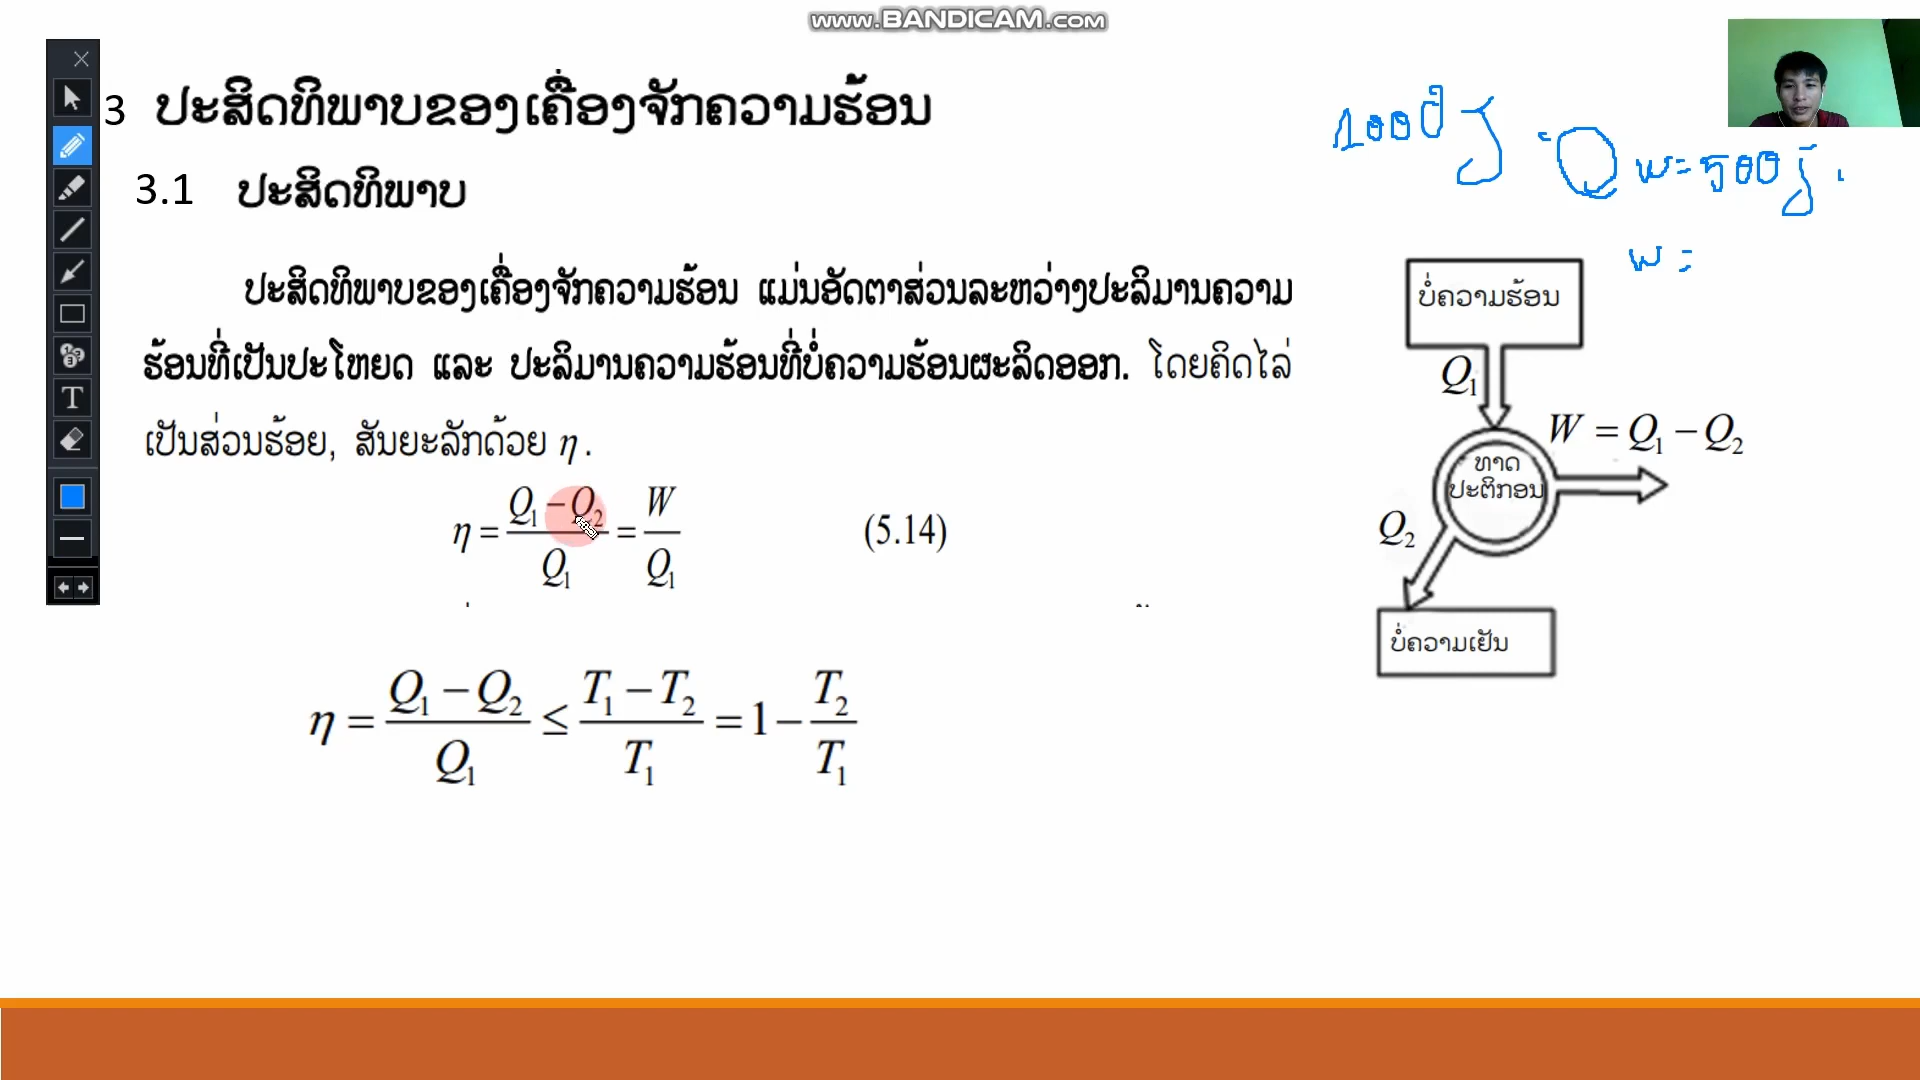 www.BANDICAM.com
3 ປະສິດທິພາບຂອງເຄື່ອງຈັກຄວາມຮ້ອນ
3.1 ປະສິດທິພາບ
ປະສິດທິພາບຂອງເຄື່ອງຈັກຄວາມຮ້ອນ ແມ່ນອັດຕາສ່ວນລະຫວ່າງປະລິມານຄວາມ
ຮ້ອນທີ່ເປັນປະໂຫຍດ ແລະ ປະລິມານຄວາມຮ້ອນທີ່ບໍ່ຄວາມຮ້ອນຜະລິດອອກ. ໂດຍຄິດໄລ່
ເປັນສ່ວນຮ້ອຍ, ສັນຍະລັກດ້ວຍ η .
η = (Q₁ − Q₂)/Q₁ = W/Q₁ (5.14)
η = (Q₁ − Q₂)/Q₁ ≤ (T₁ − T₂)/T₁ = 1 − T₂/T₁
1000 J = Q
W = 500 J .
W =
ບໍ່ຄວາມຮ້ອນ
Q₁
W = Q₁ − Q₂
ທາດ
ປະຕິກອນ
Q₂
ບໍ່ຄວາມເຢັນ
T